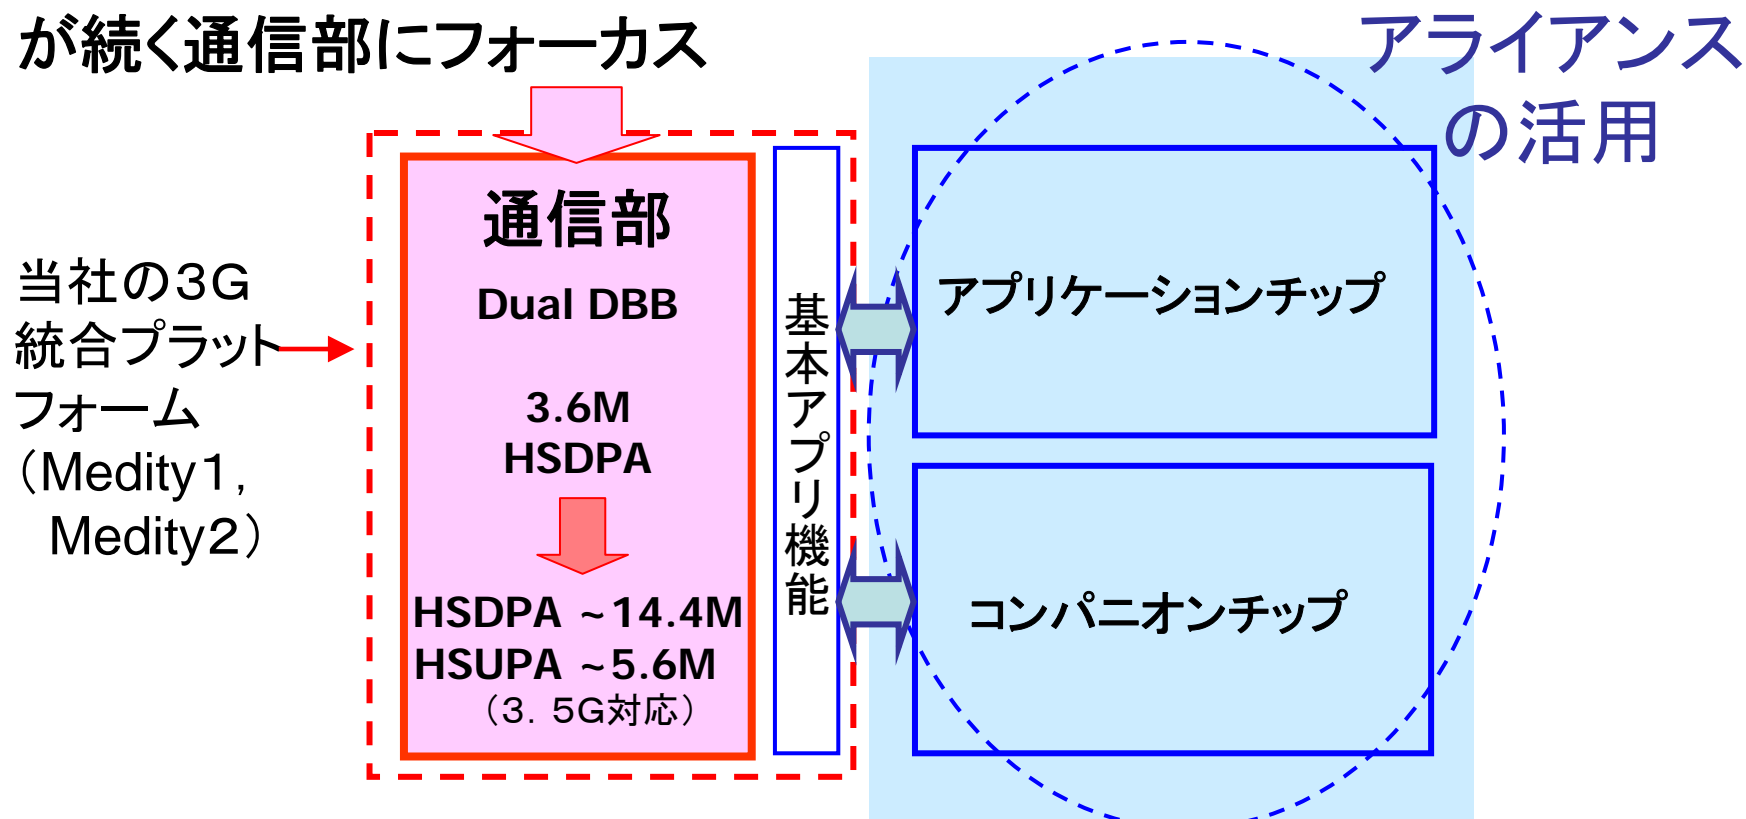 が続く通信部にフォーカス
アライアンス
の活用
当社の３G
統合プラット
フォーム
（Medity１，
Medity２）
通信部
Dual DBB
3.6M
HSDPA
HSDPA ~14.4M
HSUPA ~5.6M
（３．５G対応）
基本アプリ機能
アプリケーションチップ
コンパニオンチップ